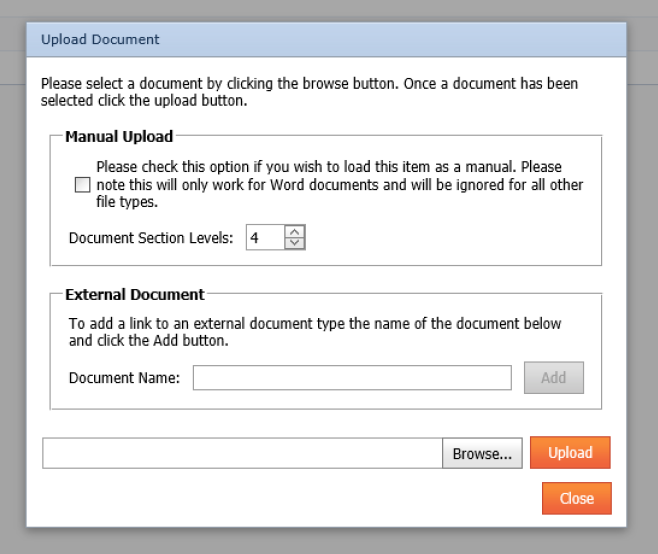 Upload Document
Please select a document by clicking the browse button. Once a document has been
selected click the upload button.
Manual Upload
Please check this option if you wish to load this item as a manual. Please
note this will only work for Word documents and will be ignored for all other
file types.
Document Section Levels: 4
External Document
To add a link to an external document type the name of the document below
and click the Add button.
Document Name: Add
Browse... Upload
Close